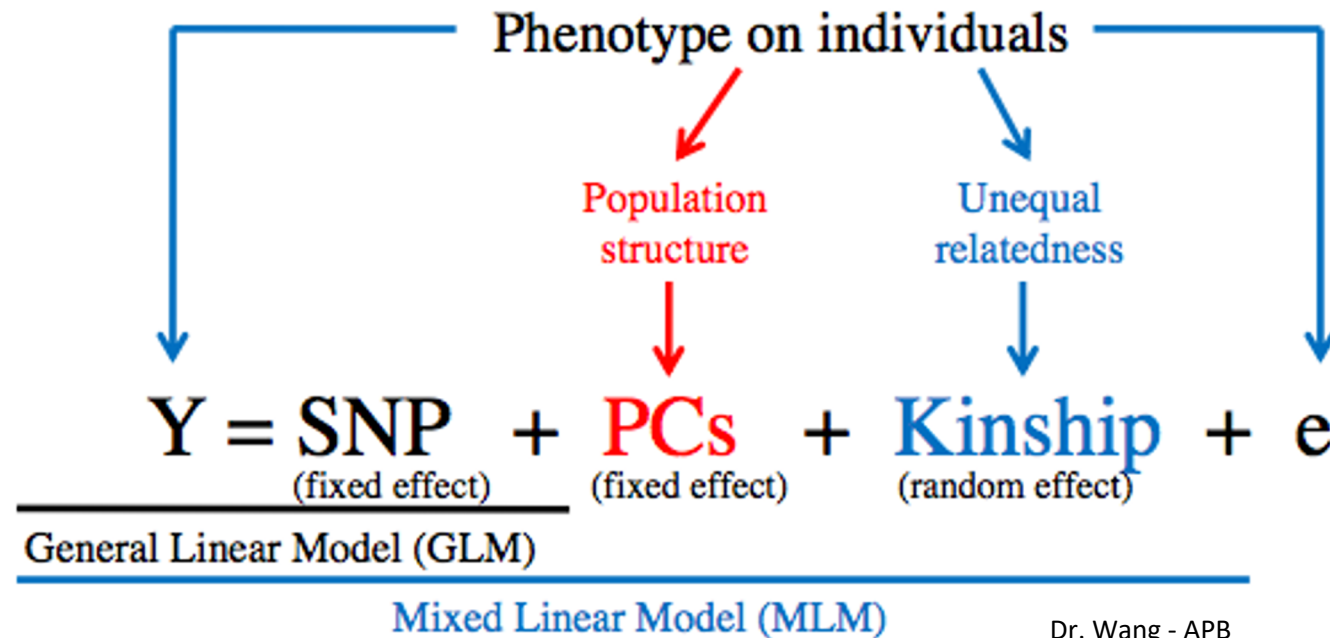 Phenotype on individuals
Population
structure
Unequal
relatedness
Y = SNP + PCs + Kinship + e
(fixed effect) (fixed effect) (random effect)
General Linear Model (GLM)
Mixed Linear Model (MLM)
Dr. Wang - APB